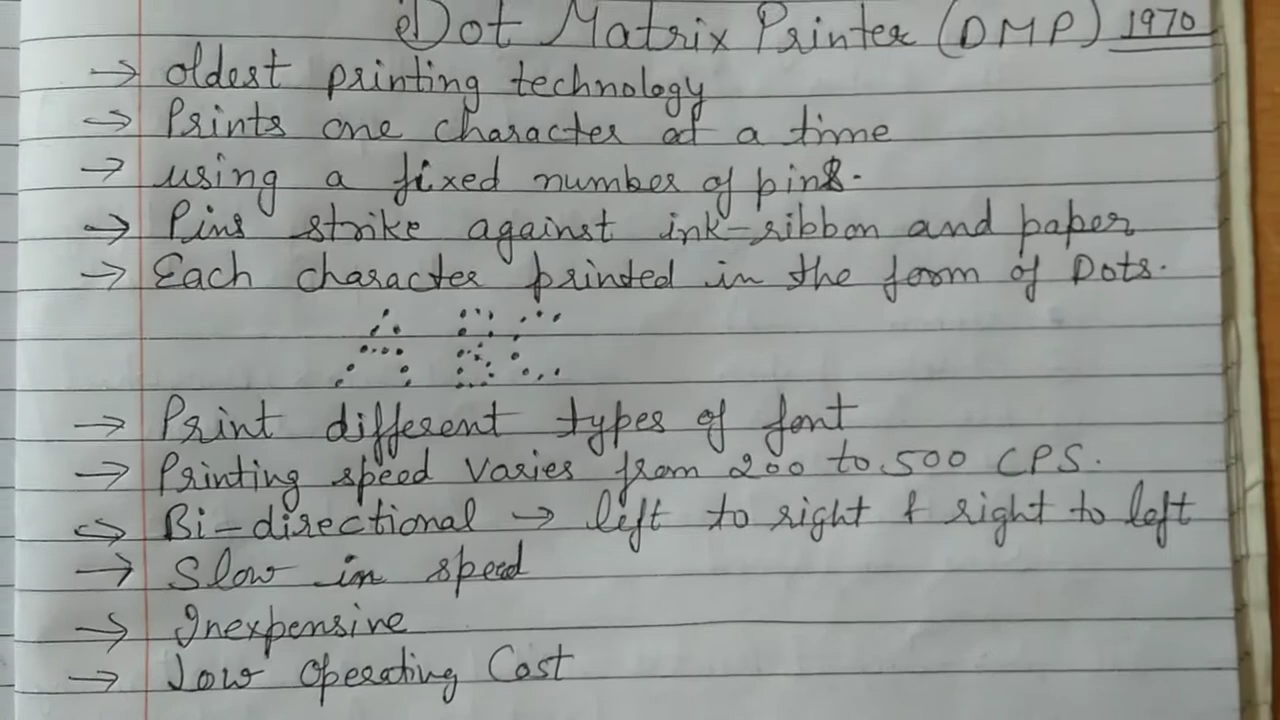 Dot Matrix Printer (DMP) 1970
→ oldest printing technology
→ Prints one character at a time
→ using a fixed number of pins.
→ Pins strike against ink-ribbon and paper
→ Each character printed in the form of Dots.
A B C
→ Print different types of font
→ Printing speed varies from 200 to 500 CPS.
→ Bi-directional → left to right & right to left
→ Slow in speed
→ Inexpensive
→ Low Operating Cost